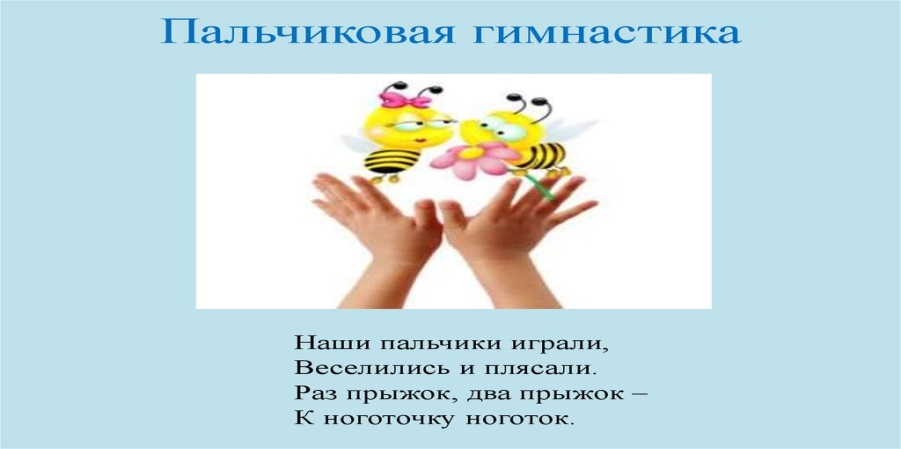 Пальчиковая гимнастика
Наши пальчики играли,
Веселились и плясали.
Раз прыжок, два прыжок –
К ноготочку ноготок.